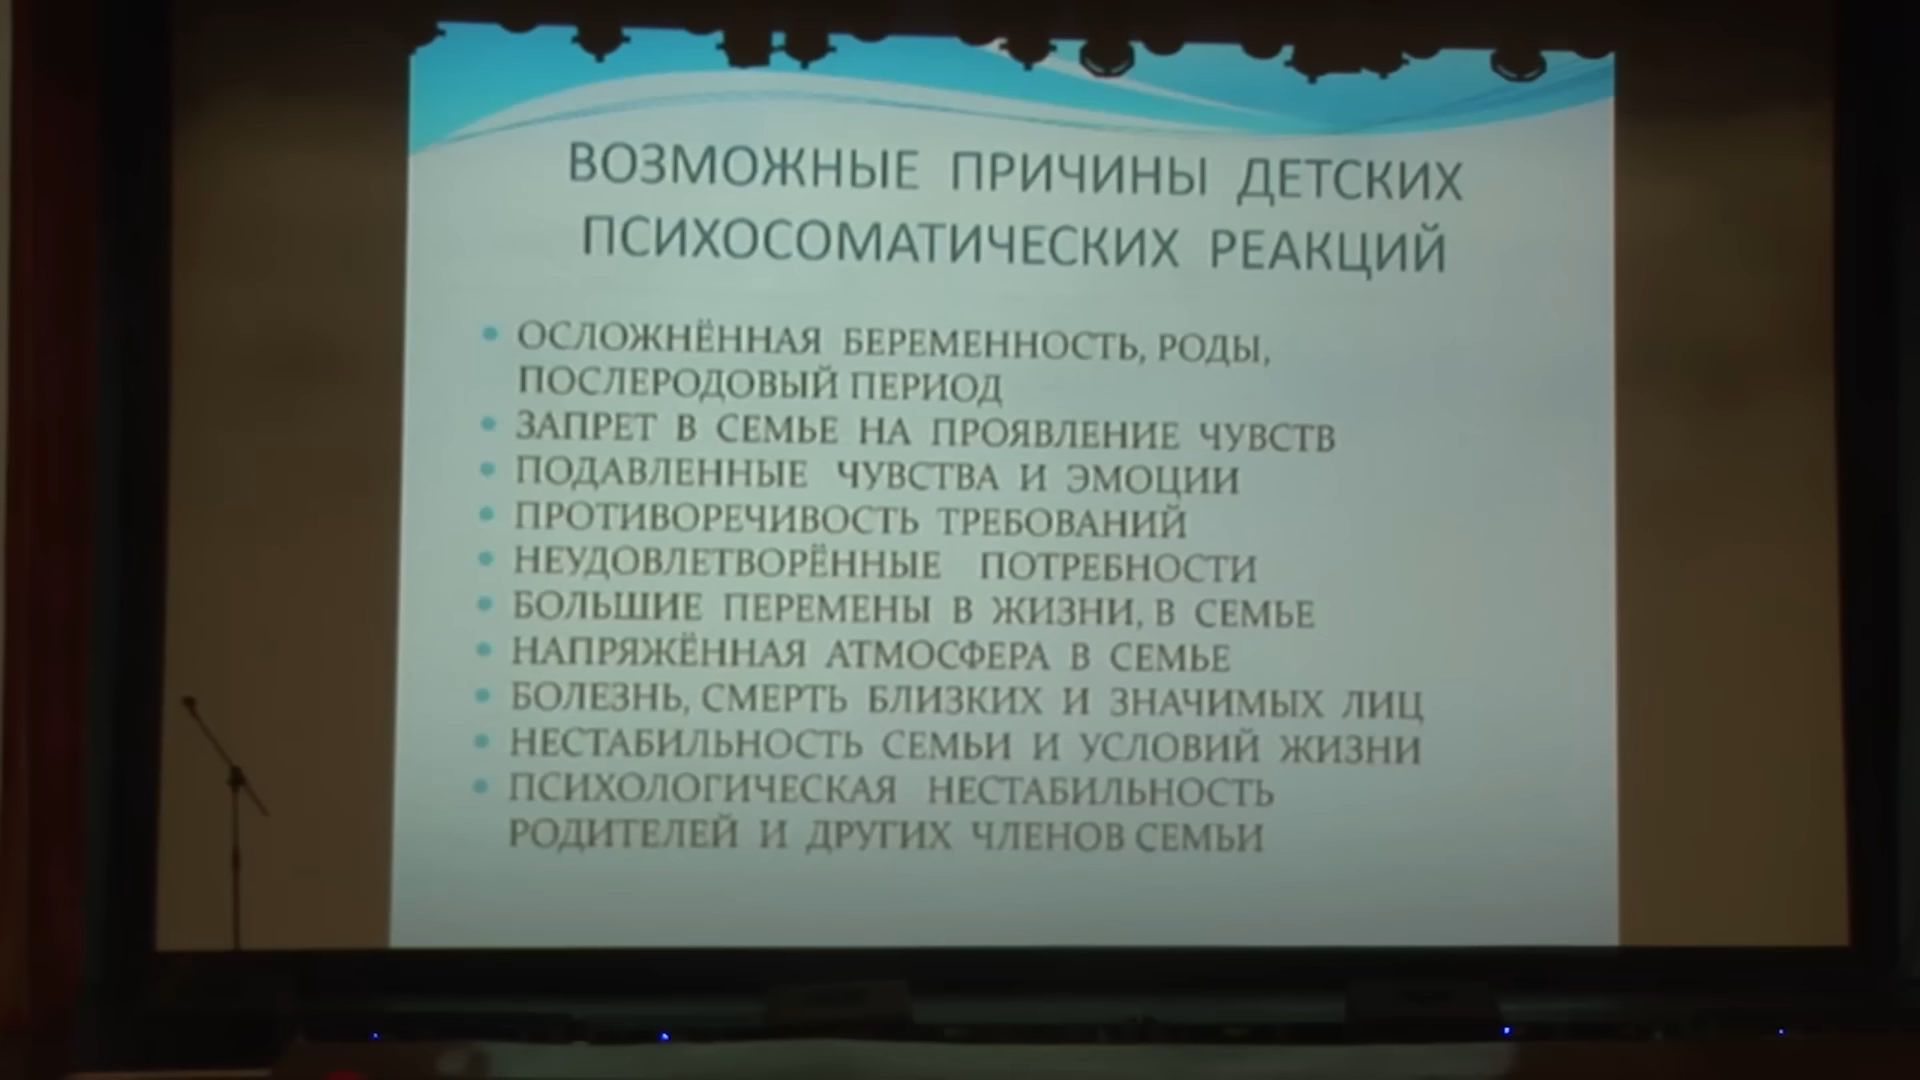 ВОЗМОЖНЫЕ ПРИЧИНЫ ДЕТСКИХ
ПСИХОСОМАТИЧЕСКИХ РЕАКЦИЙ
• ОСЛОЖНЁННАЯ БЕРЕМЕННОСТЬ, РОДЫ,
ПОСЛЕРОДОВЫЙ ПЕРИОД
• ЗАПРЕТ В СЕМЬЕ НА ПРОЯВЛЕНИЕ ЧУВСТВ
• ПОДАВЛЕННЫЕ ЧУВСТВА И ЭМОЦИИ
• ПРОТИВОРЕЧИВОСТЬ ТРЕБОВАНИЙ
• НЕУДОВЛЕТВОРЁННЫЕ ПОТРЕБНОСТИ
• БОЛЬШИЕ ПЕРЕМЕНЫ В ЖИЗНИ, В СЕМЬЕ
• НАПРЯЖЁННАЯ АТМОСФЕРА В СЕМЬЕ
• БОЛЕЗНЬ, СМЕРТЬ БЛИЗКИХ И ЗНАЧИМЫХ ЛИЦ
• НЕСТАБИЛЬНОСТЬ СЕМЬИ И УСЛОВИЙ ЖИЗНИ
• ПСИХОЛОГИЧЕСКАЯ НЕСТАБИЛЬНОСТЬ
РОДИТЕЛЕЙ И ДРУГИХ ЧЛЕНОВ СЕМЬИ